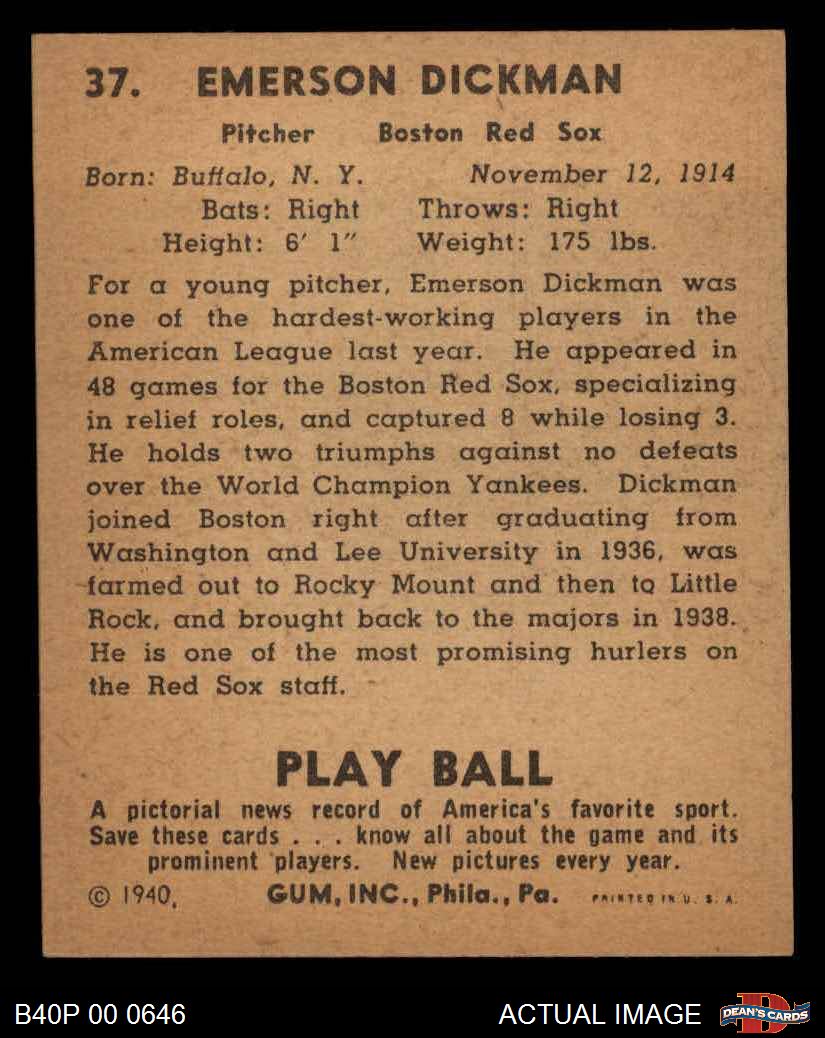 37. EMERSON DICKMAN
Pitcher Boston Red Sox
Born: Buffalo, N. Y. November 12, 1914
Bats: Right Throws: Right
Height: 6' 1" Weight: 175 lbs.
For a young pitcher, Emerson Dickman was
one of the hardest-working players in the
American League last year. He appeared in
48 games for the Boston Red Sox, specializing
in relief roles, and captured 8 while losing 3.
He holds two triumphs against no defeats
over the World Champion Yankees. Dickman
joined Boston right after graduating from
Washington and Lee University in 1936, was
farmed out to Rocky Mount and then to Little
Rock, and brought back to the majors in 1938.
He is one of the most promising hurlers on
the Red Sox staff.
PLAY BALL
A pictorial news record of America's favorite sport.
Save these cards . . . know all about the game and its
prominent players. New pictures every year.
© 1940, GUM, INC., Phila., Pa. PRINTED IN U. S. A.
B40P 00 0646 ACTUAL IMAGE D DEAN'S CARDS